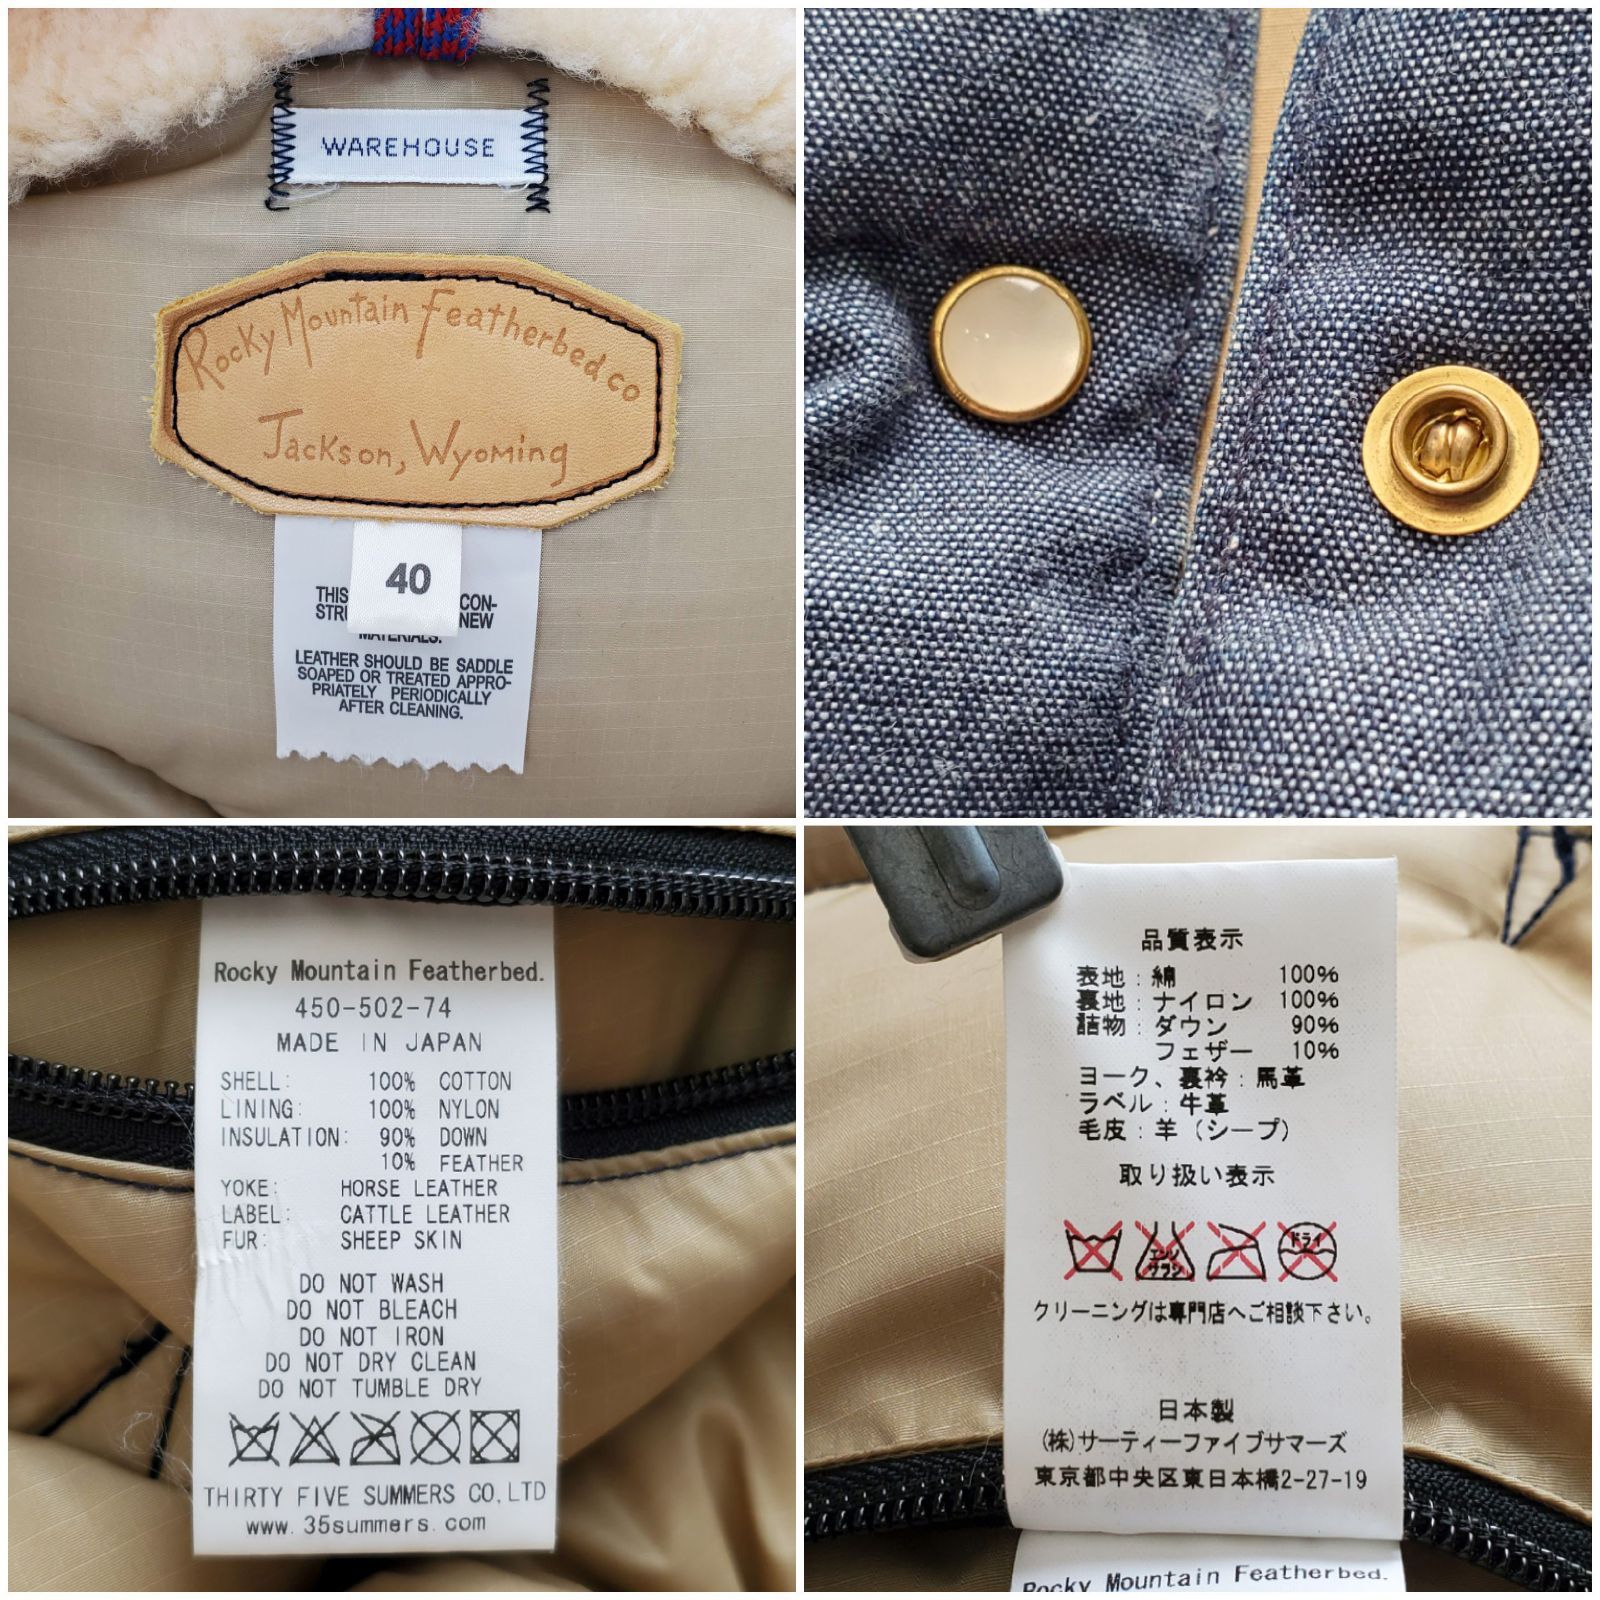 WAREHOUSE
Rocky Mountain Featherbed co
Jackson, Wyoming
40
THIS CON-
STRU NEW
MATERIALS.
LEATHER SHOULD BE SADDLE
SOAPED OR TREATED APPRO-
PRIATELY PERIODICALLY
AFTER CLEANING.
Rocky Mountain Featherbed.
450-502-74
MADE IN JAPAN
SHELL: 100% COTTON
LINING: 100% NYLON
INSULATION: 90% DOWN
10% FEATHER
YOKE: HORSE LEATHER
LABEL: CATTLE LEATHER
FUR: SHEEP SKIN
DO NOT WASH
DO NOT BLEACH
DO NOT IRON
DO NOT DRY CLEAN
DO NOT TUMBLE DRY
THIRTY FIVE SUMMERS CO,LTD
www.35summers.com
品質表示
表地:綿 100%
裏地:ナイロン 100%
詰物:ダウン 90%
フェザー 10%
ヨーク、裏衿:馬革
ラベル:牛革
毛皮:羊(シープ)
取り扱い表示
エンソ
サラシ
ドライ
クリーニングは専門店へご相談下さい。
日本製
(株)サーティーファイブサマーズ
東京都中央区東日本橋2-27-19
Rocky Mountain Featherbed.